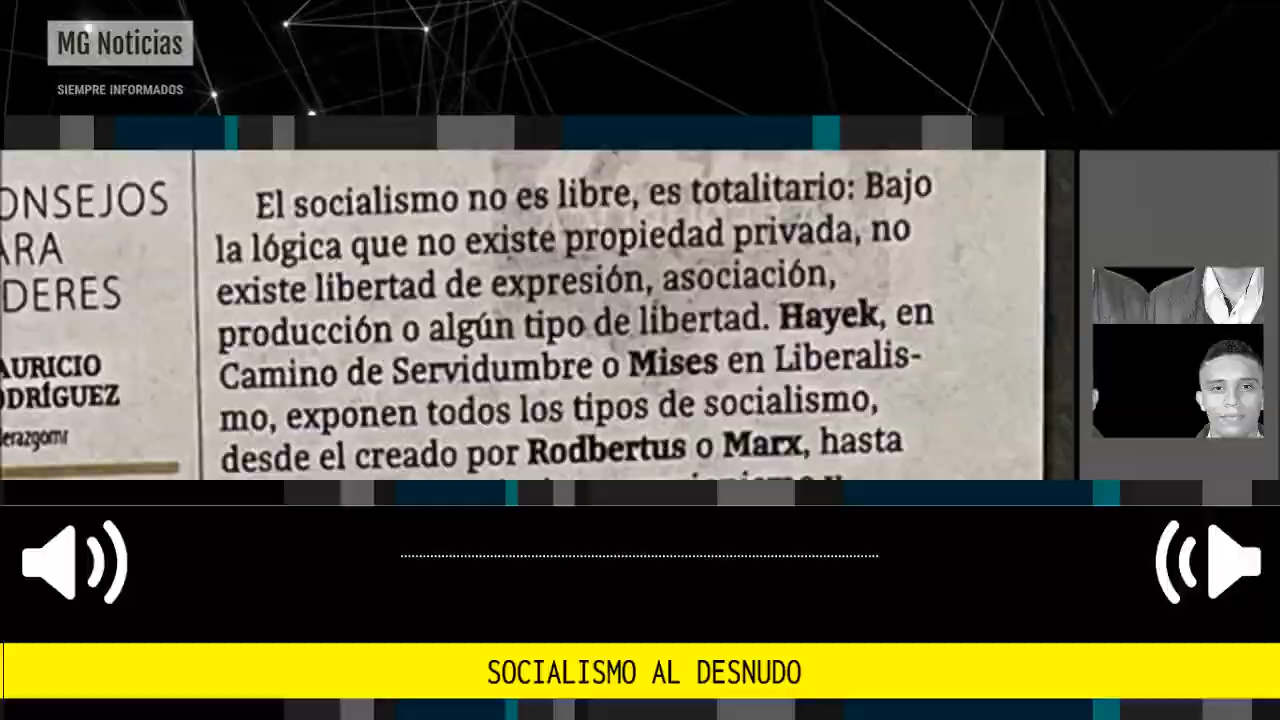 MG Noticias
SIEMPRE INFORMADOS
ONSEJOS
ARA
DERES
AURICIO
ODRÍGUEZ
erazgomr
El socialismo no es libre, es totalitario: Bajo
la lógica que no existe propiedad privada, no
existe libertad de expresión, asociación,
producción o algún tipo de libertad. Hayek, en
Camino de Servidumbre o Mises en Liberalis-
mo, exponen todos los tipos de socialismo,
desde el creado por Rodbertus o Marx, hasta
SOCIALISMO AL DESNUDO